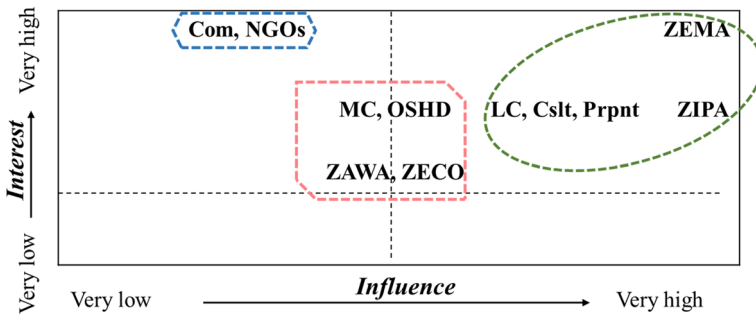 Very high
Interest
Very low
Com, NGOs
ZEMA
MC, OSHD
LC, Cslt, Prpnt
ZIPA
ZAWA, ZECO
Very low
Influence
Very high